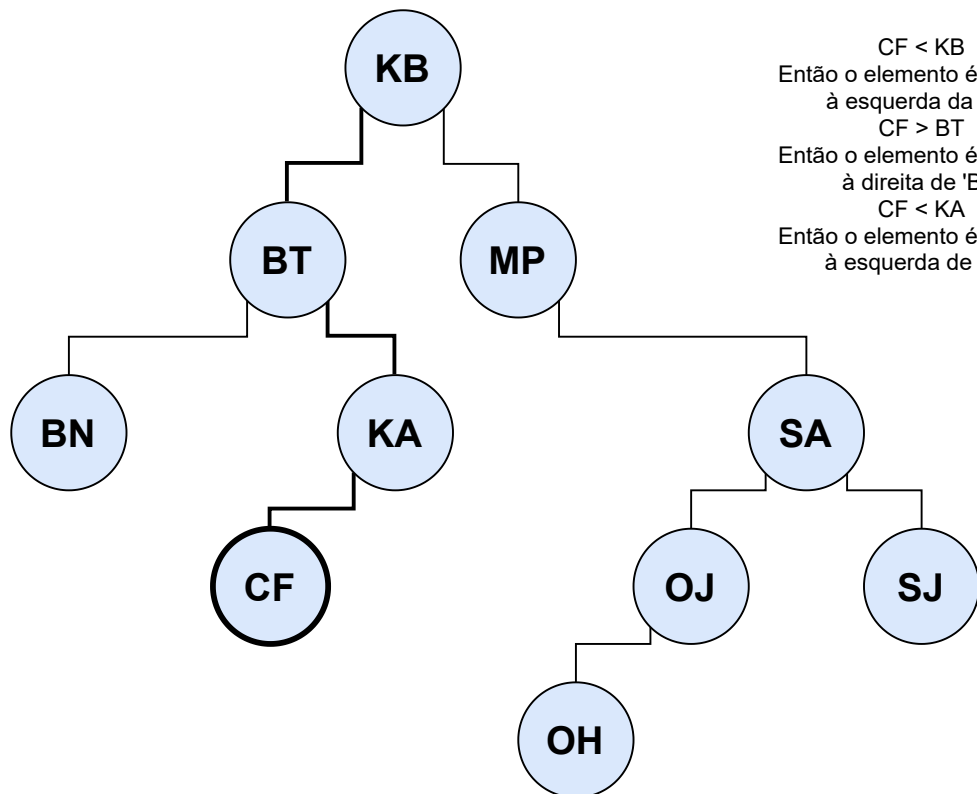 KB
CF < KB
Então o elemento é
à esquerda da
CF > BT
Então o elemento é
à direita de
CF < KA
Então o elemento é
à esquerda de
BT
MP
BN
KA
SA
CF
OJ
SJ
OH